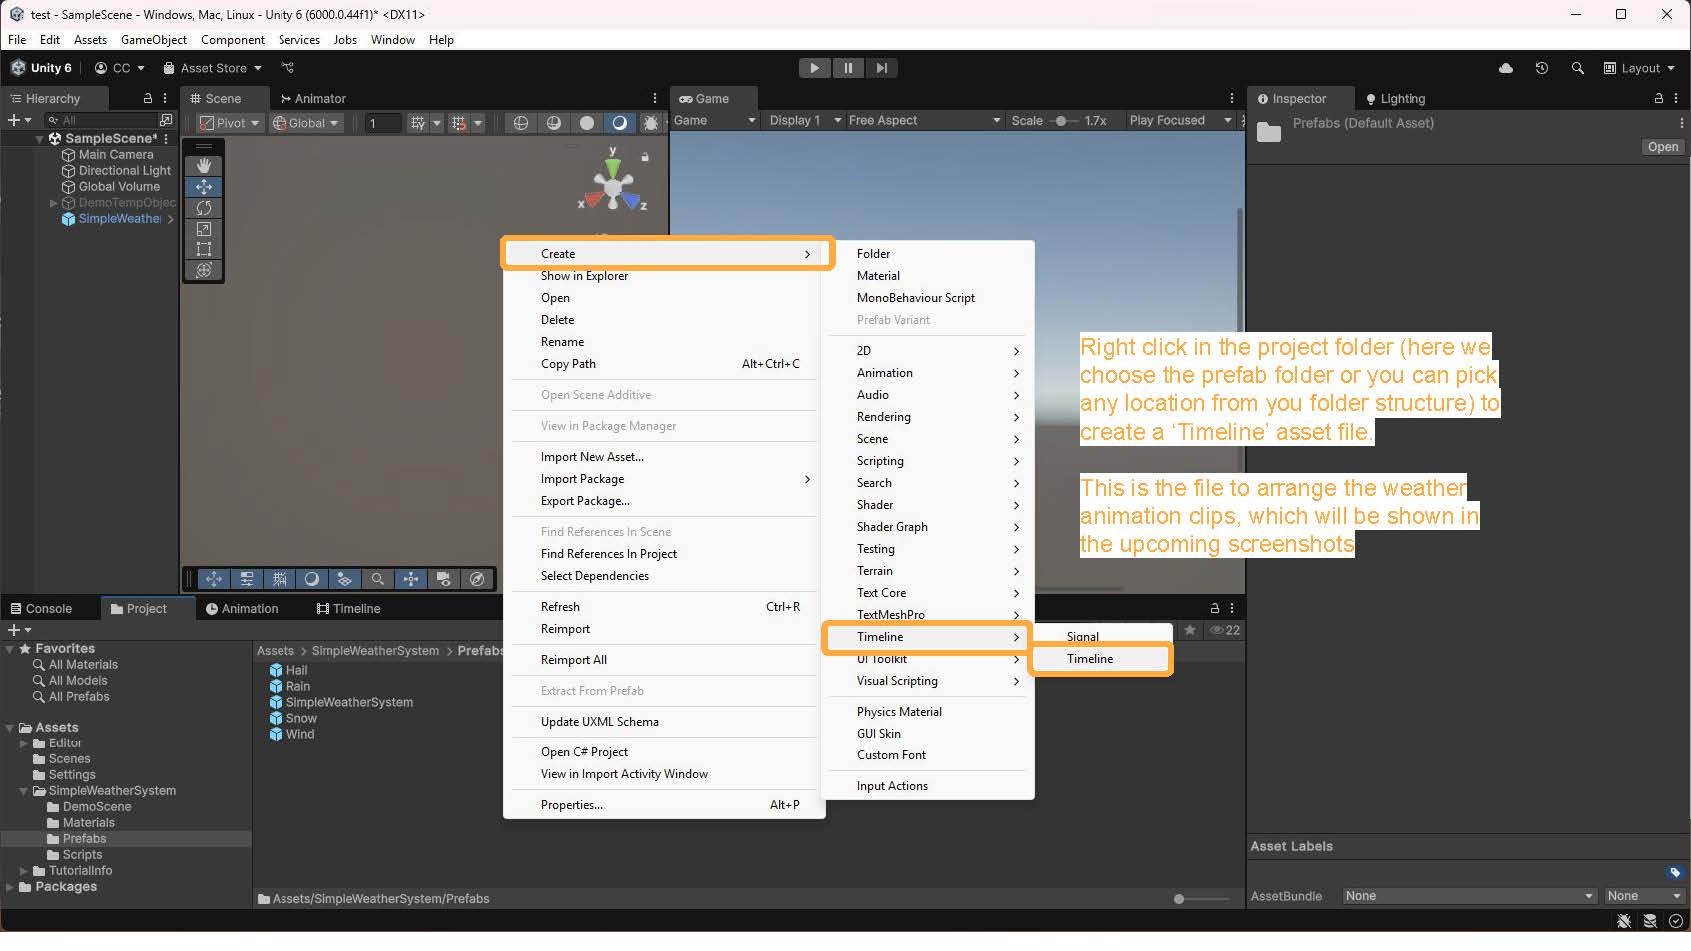 test - SampleScene - Windows, Mac, Linux - Unity 6 (6000.0.44f1)* <DX11>
File Edit Assets GameObject Component Services Jobs Window Help
Unity 6 CC Asset Store Layout
Hierarchy Scene Animator Game Inspector Lighting
All Pivot Global 1 Game Display 1 Free Aspect Scale 1.7x Play Focused
Prefabs (Default Asset)
Open
SampleScene*
Main Camera
Directional Light
Global Volume
DemoTempObjec
SimpleWeather
y
x z
Create
Show in Explorer
Open
Delete
Rename
Copy Path Alt+Ctrl+C
Open Scene Additive
View in Package Manager
Import New Asset...
Import Package
Export Package...
Find References In Scene
Find References In Project
Select Dependencies
Refresh Ctrl+R
Reimport
Reimport All
Extract From Prefab
Update UXML Schema
Open C# Project
View in Import Activity Window
Properties... Alt+P
Folder
Material
MonoBehaviour Script
Prefab Variant
2D
Animation
Audio
Rendering
Scene
Scripting
Search
Shader
Shader Graph
Testing
Terrain
Text Core
TextMeshPro
Timeline
UI Toolkit
Visual Scripting
Physics Material
GUI Skin
Custom Font
Input Actions
Signal
Timeline
Right click in the project folder (here we
choose the prefab folder or you can pick
any location from you folder structure) to
create a ‘Timeline’ asset file.
This is the file to arrange the weather
animation clips, which will be shown in
the upcoming screenshots
Console Project Animation Timeline
22
Favorites
All Materials
All Models
All Prefabs
Assets
Editor
Scenes
Settings
SimpleWeatherSystem
DemoScene
Materials
Prefabs
Scripts
TutorialInfo
Packages
Assets > SimpleWeatherSystem > Prefabs
Hail
Rain
SimpleWeatherSystem
Snow
Wind
Assets/SimpleWeatherSystem/Prefabs
Asset Labels
AssetBundle None None